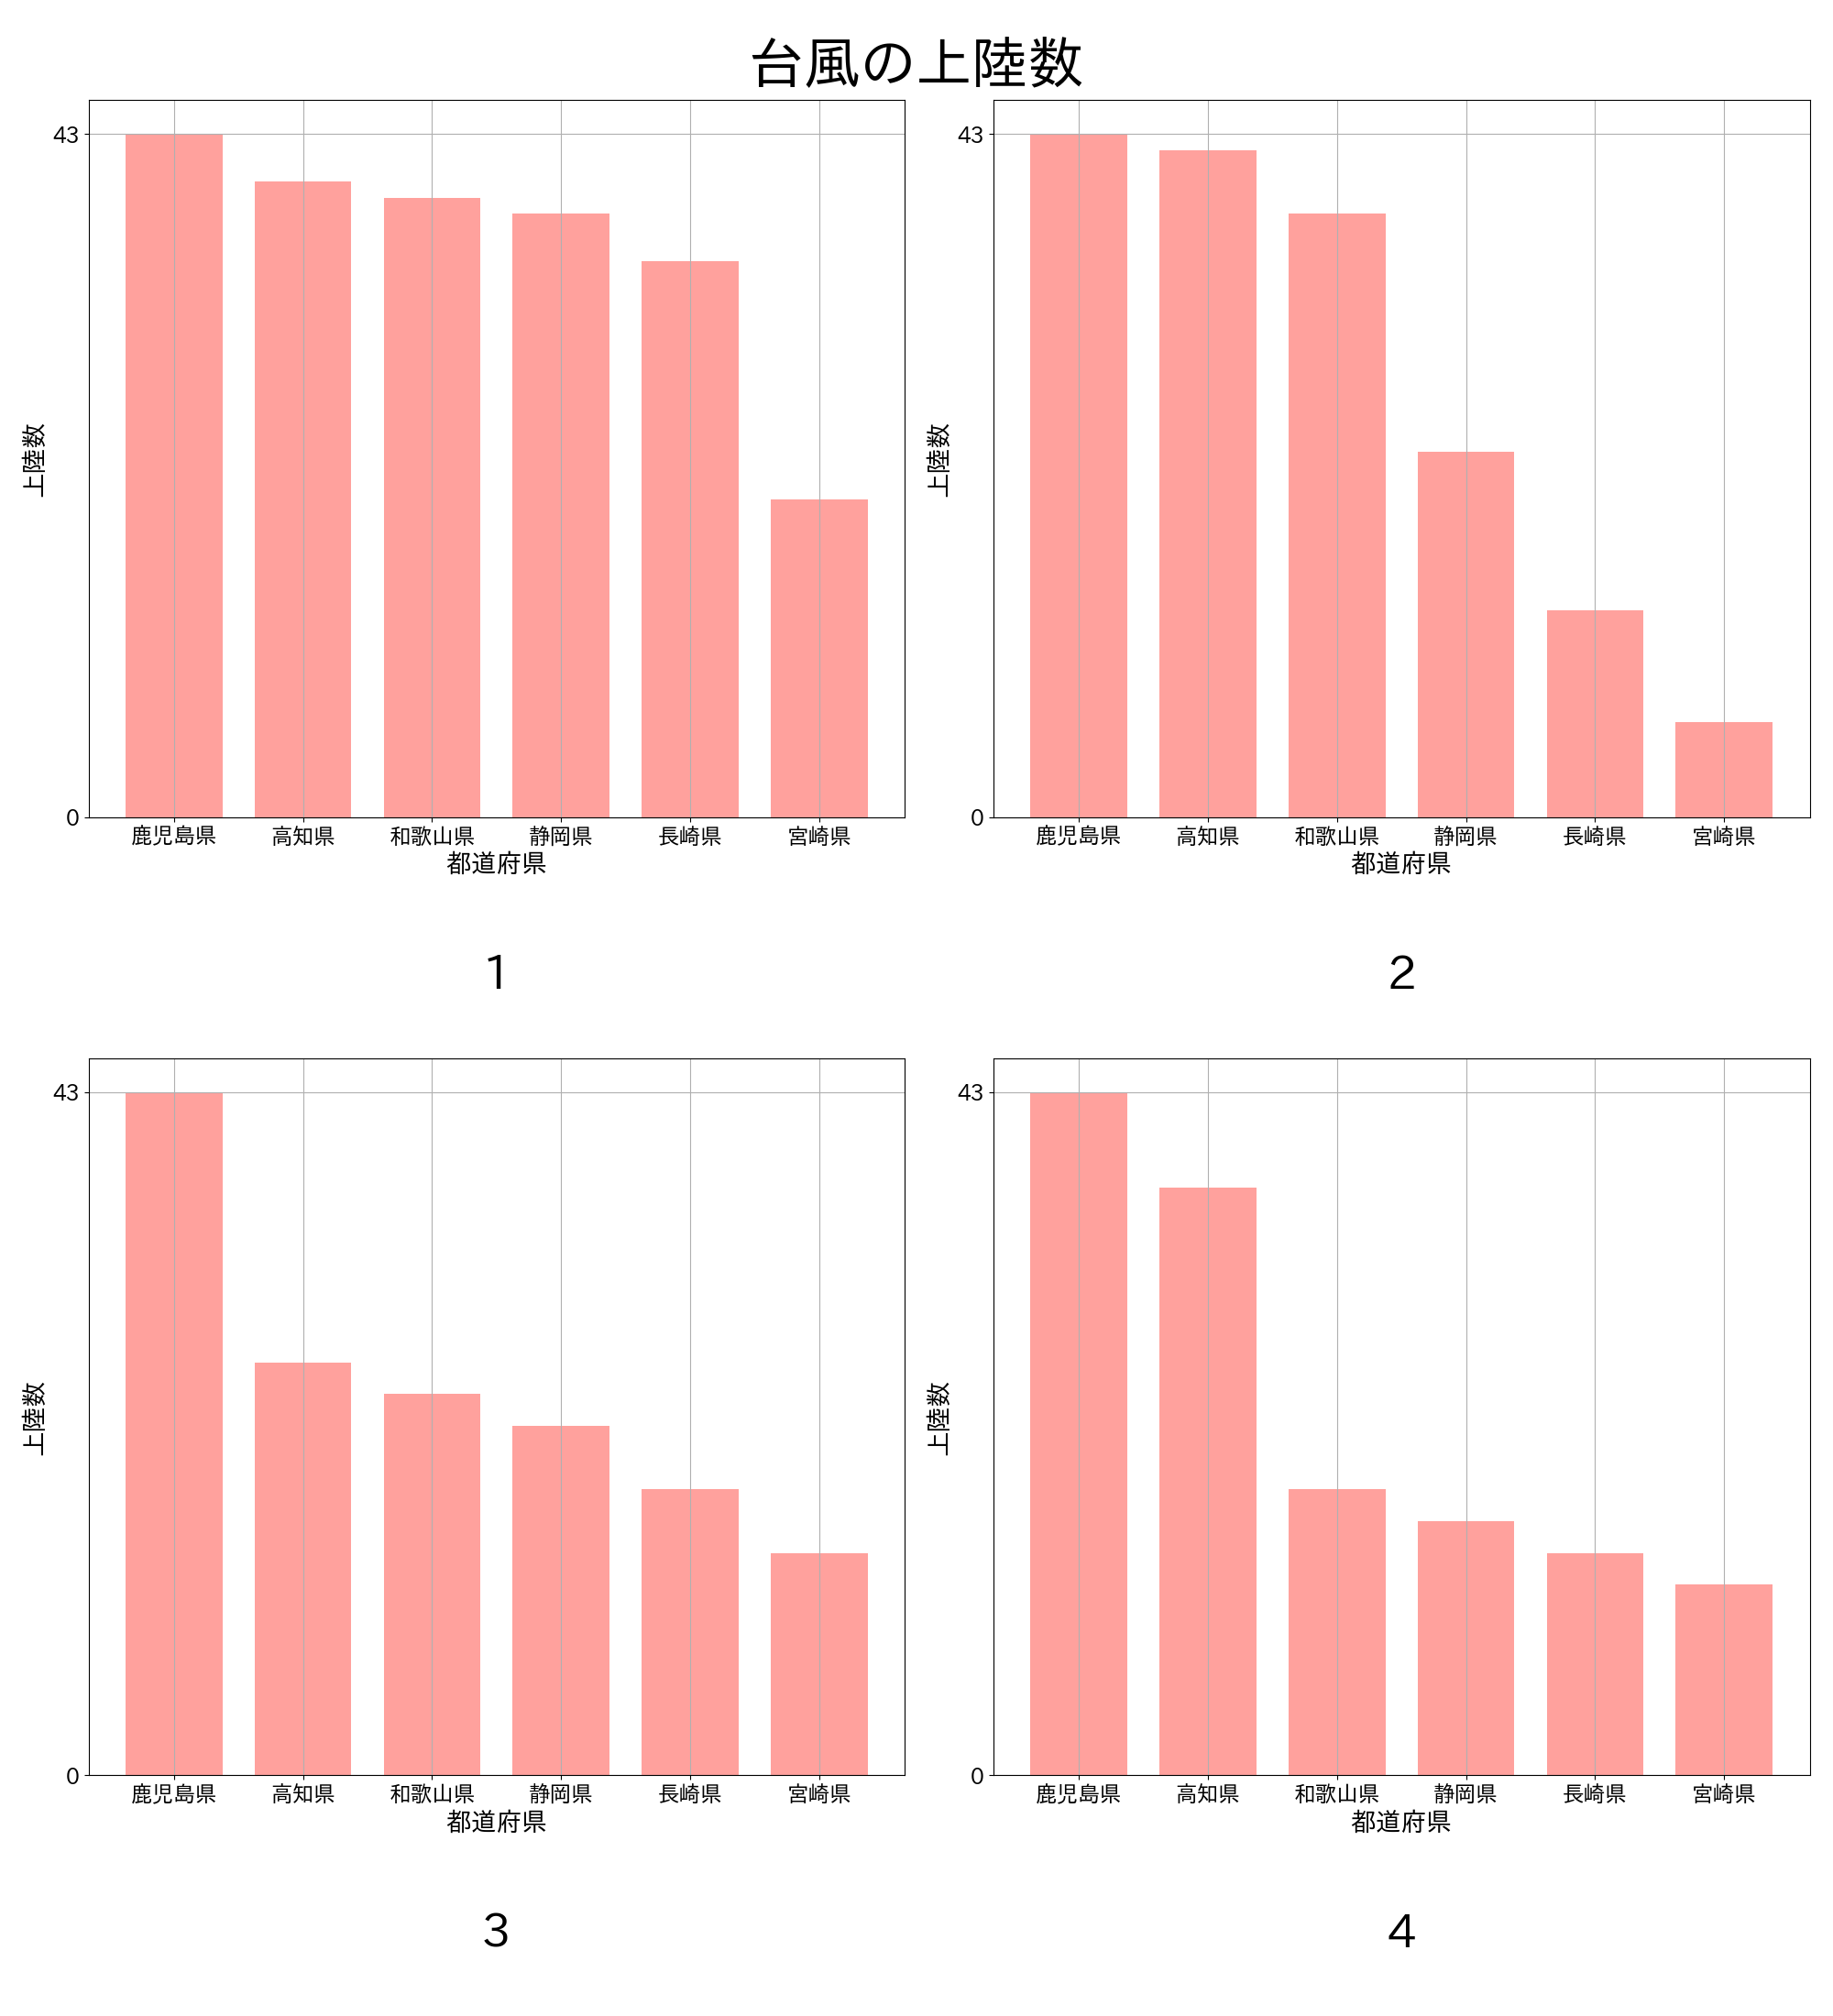 台風の上陸数
43
0
上陸数
鹿児島県 高知県 和歌山県 静岡県 長崎県 宮崎県
都道府県
1
43
0
上陸数
鹿児島県 高知県 和歌山県 静岡県 長崎県 宮崎県
都道府県
2
43
0
上陸数
鹿児島県 高知県 和歌山県 静岡県 長崎県 宮崎県
都道府県
3
43
0
上陸数
鹿児島県 高知県 和歌山県 静岡県 長崎県 宮崎県
都道府県
4